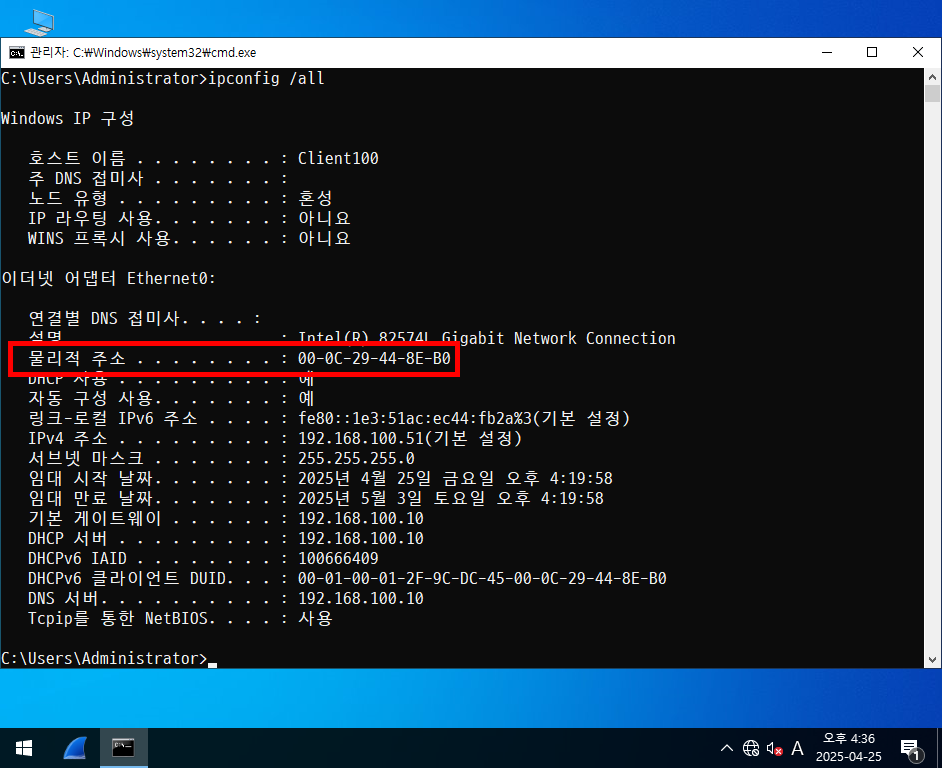 관리자: C:₩Windows₩system32₩cmd.exe
C:\Users\Administrator>ipconfig /all
Windows IP 구성
호스트 이름 . . . . . . . . : Client100
주 DNS 접미사 . . . . . . . :
노드 유형 . . . . . . . . . : 혼성
IP 라우팅 사용. . . . . . . : 아니요
WINS 프록시 사용. . . . . . : 아니요
이더넷 어댑터 Ethernet0:
연결별 DNS 접미사. . . . :
설명 : Intel(R) 82574L Gigabit Network Connection
물리적 주소 . . . . . . . . : 00-0C-29-44-8E-B0
DHCP 사용 . . . . . . . . . : 예
자동 구성 사용. . . . . . . : 예
링크-로컬 IPv6 주소 . . . . : fe80::1e3:51ac:ec44:fb2a%3(기본 설정)
IPv4 주소 . . . . . . . . . : 192.168.100.51(기본 설정)
서브넷 마스크 . . . . . . . : 255.255.255.0
임대 시작 날짜. . . . . . . : 2025년 4월 25일 금요일 오후 4:19:58
임대 만료 날짜. . . . . . . : 2025년 5월 3일 토요일 오후 4:19:58
기본 게이트웨이 . . . . . . : 192.168.100.10
DHCP 서버 . . . . . . . . . : 192.168.100.10
DHCPv6 IAID . . . . . . . . : 100666409
DHCPv6 클라이언트 DUID. . . : 00-01-00-01-2F-9C-DC-45-00-0C-29-44-8E-B0
DNS 서버. . . . . . . . . . : 192.168.100.10
Tcpip를 통한 NetBIOS. . . . : 사용
C:\Users\Administrator>
A
오후 4:36
2025-04-25
1